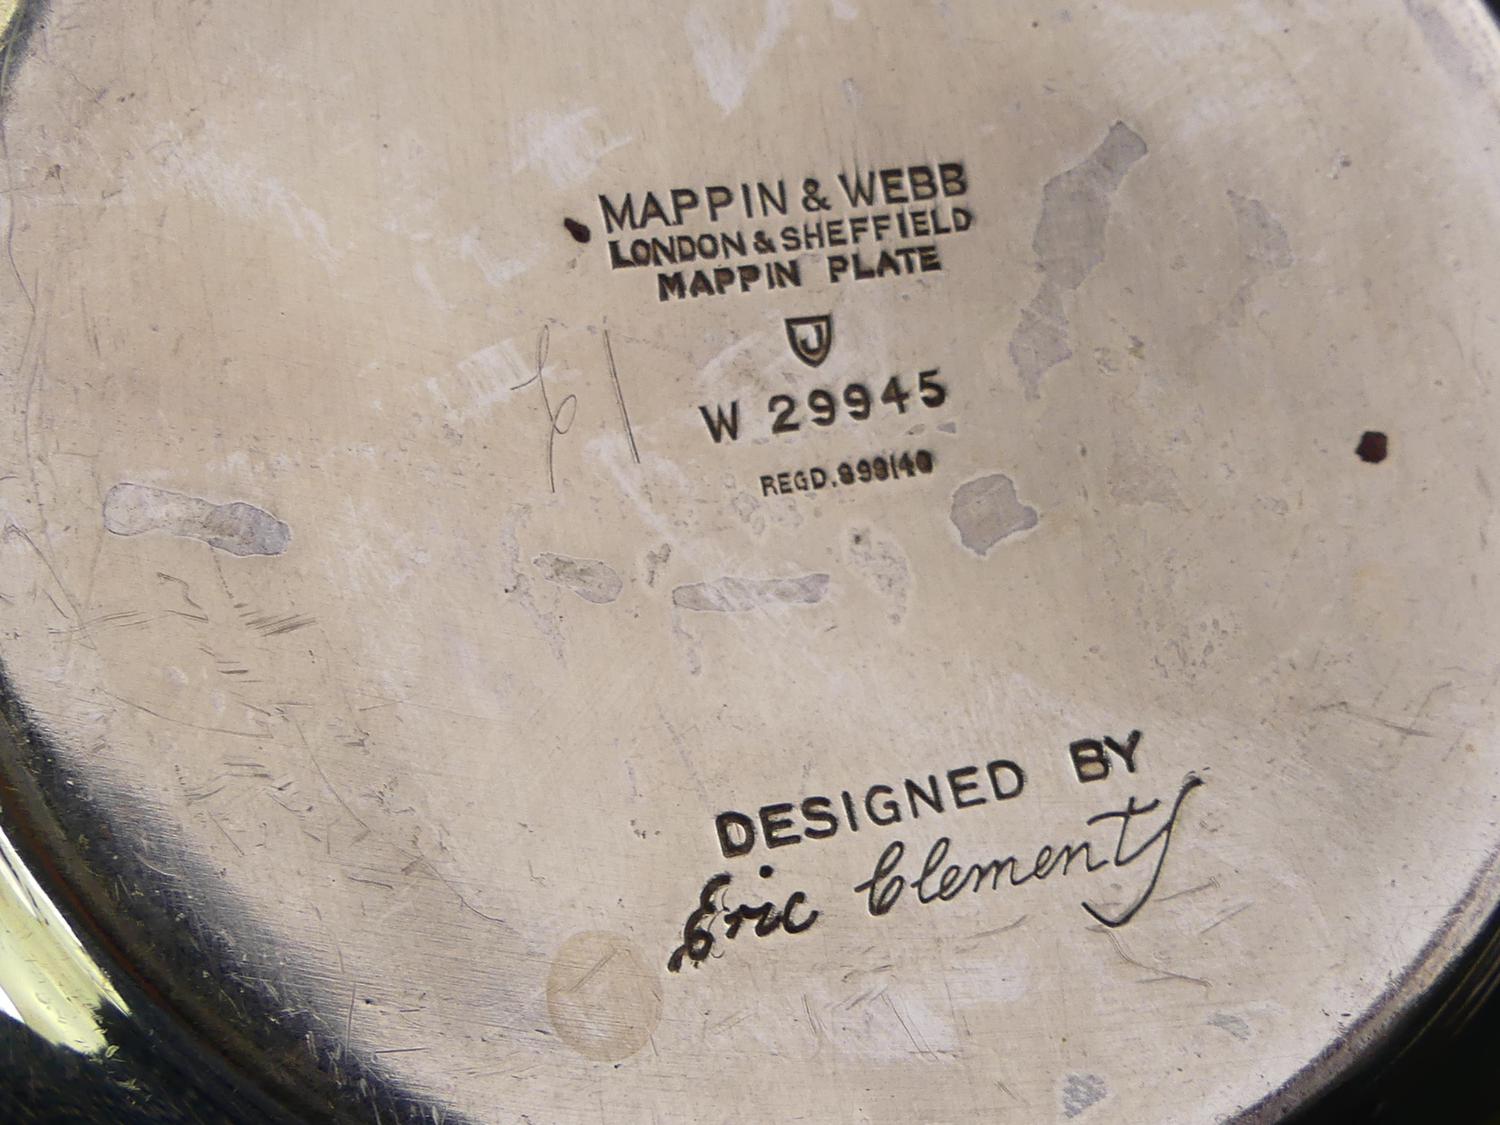 MAPPIN & WEBB
LONDON & SHEFFIELD
MAPPIN PLATE
J
W 29945
REGD. 899140
DESIGNED BY
Eric Clements